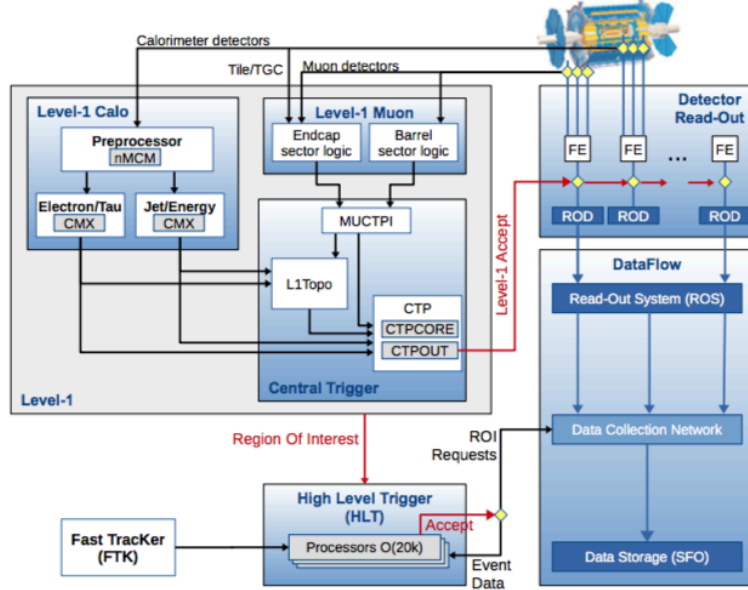 Calorimeter detectors
Tile/TGC
Muon detectors
Level-1 Calo
Preprocessor
nMCM
Electron/Tau
CMX
Jet/Energy
CMX
Level-1 Muon
Endcap
sector logic
Barrel
sector logic
MUCTPI
L1Topo
CTP
CTPCORE
CTPOUT
Central Trigger
Level-1
Level-1 Accept
Detector
Read-Out
FE
FE
...
FE
ROD
ROD
ROD
DataFlow
Read-Out System (ROS)
Data Collection Network
Data Storage (SFO)
Region Of Interest
ROI
Requests
High Level Trigger
(HLT)
Accept
Processors O(20k)
Event
Data
Fast TracKer
(FTK)